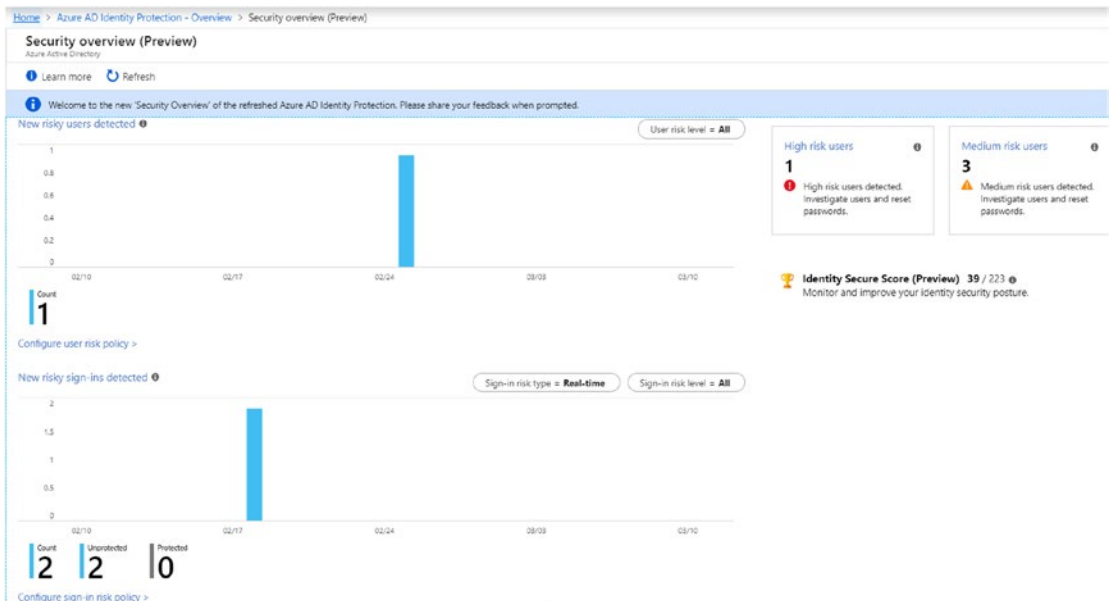 Home > Azure AD Identity Protection - Overview > Security overview (Preview)
Security overview (Preview)
Azure Active Directory
Learn more Refresh
Welcome to the new 'Security Overview' of the refreshed Azure AD Identity Protection. Please share your feedback when prompted.
New risky users detected
User risk level = All
1
0.8
0.6
0.4
0.2
0
02/10 02/17 02/24 03/03 03/10
Count
1
Configure user risk policy >
New risky sign-ins detected
Sign-in risk type = Real-time Sign-in risk level = All
2
1.5
1
0.5
0
02/10 02/17 02/24 03/03 03/10
Count Unprotected Protected
2 2 0
Configure sign-in risk policy >
High risk users
1
High risk users detected.
Investigate users and reset
passwords.
Medium risk users
3
Medium risk users detected.
Investigate users and reset
passwords.
Identity Secure Score (Preview) 39 / 223
Monitor and improve your identity security posture.